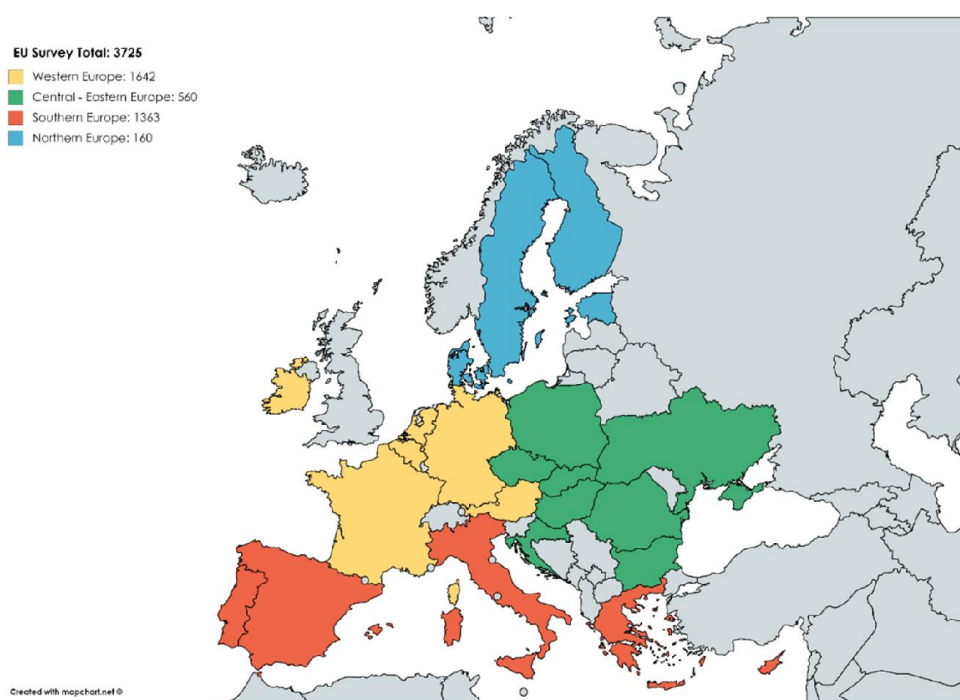 EU Survey Total: 3725
Western Europe: 1642
Central - Eastern Europe: 560
Southern Europe: 1363
Northern Europe: 160
Created with mapchart.net ©